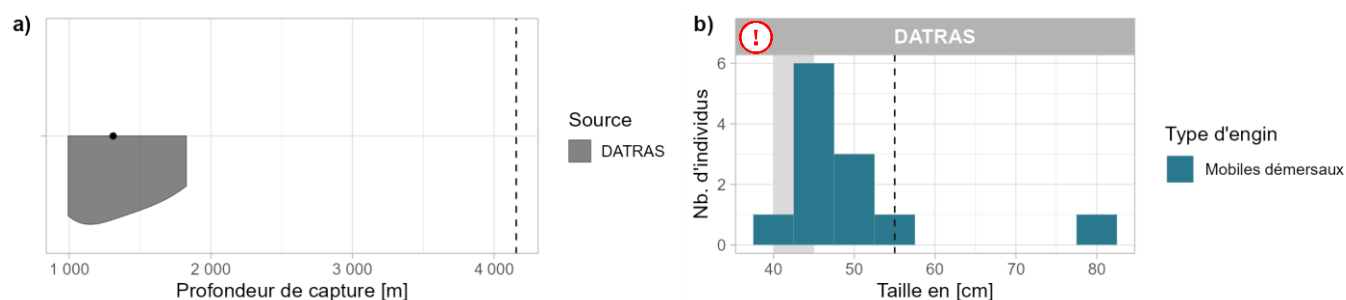 a)
1 000
2 000
3 000
4 000
Profondeur de capture [m]
Source
DATRAS
b)
!
DATRAS
Nb. d'individus
6
4
2
0
40
50
60
70
80
Taille en [cm]
Type d'engin
Mobiles démersaux